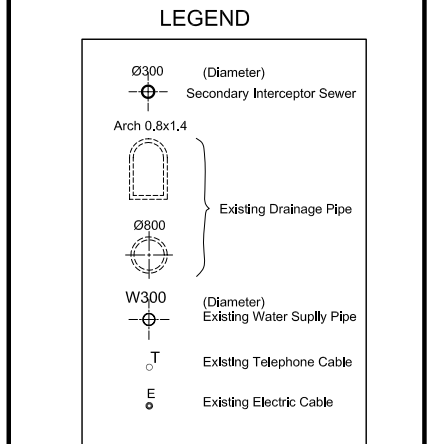 LEGEND
Ø300 (Diameter)
Secondary Interceptor Sewer
Arch 0.8x1.4
Existing Drainage Pipe
Ø800
W300 (Diameter)
Existing Water Suplly Pipe
T Existing Telephone Cable
E Existing Electric Cable